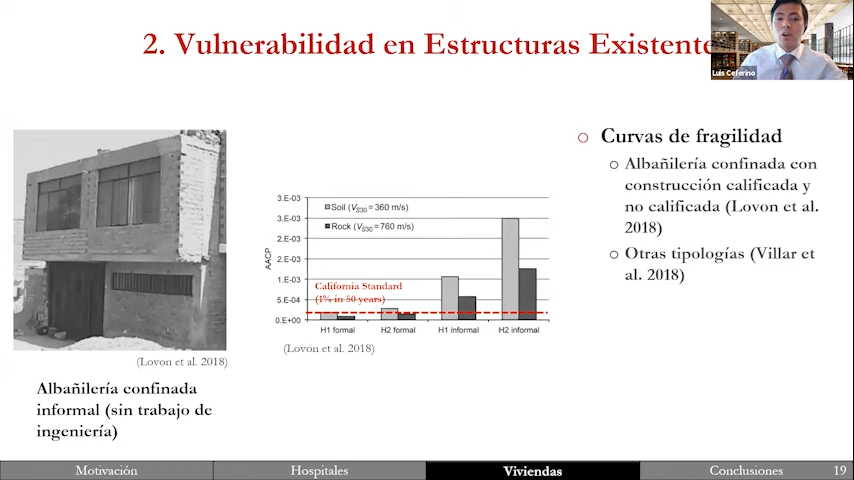 2. Vulnerabilidad en Estructuras Existente
Luis Ceferino
(Lovon et al. 2018)
Albañilería confinada
informal (sin trabajo de
ingeniería)
3.E-03
3.E-03
2.E-03
2.E-03
1.E-03
5.E-04
0.E+00
AACP
Soil (VS30 = 360 m/s)
Rock (VS30 = 760 m/s)
California Standard
(1% in 50 years)
H1 formal
H2 formal
H1 informal
H2 informal
(Lovon et al. 2018)
Curvas de fragilidad
Albañilería confinada con
construcción calificada y
no calificada (Lovon et al.
2018)
Otras tipologías (Villar et
al. 2018)
Motivación
Hospitales
Viviendas
Conclusiones
19